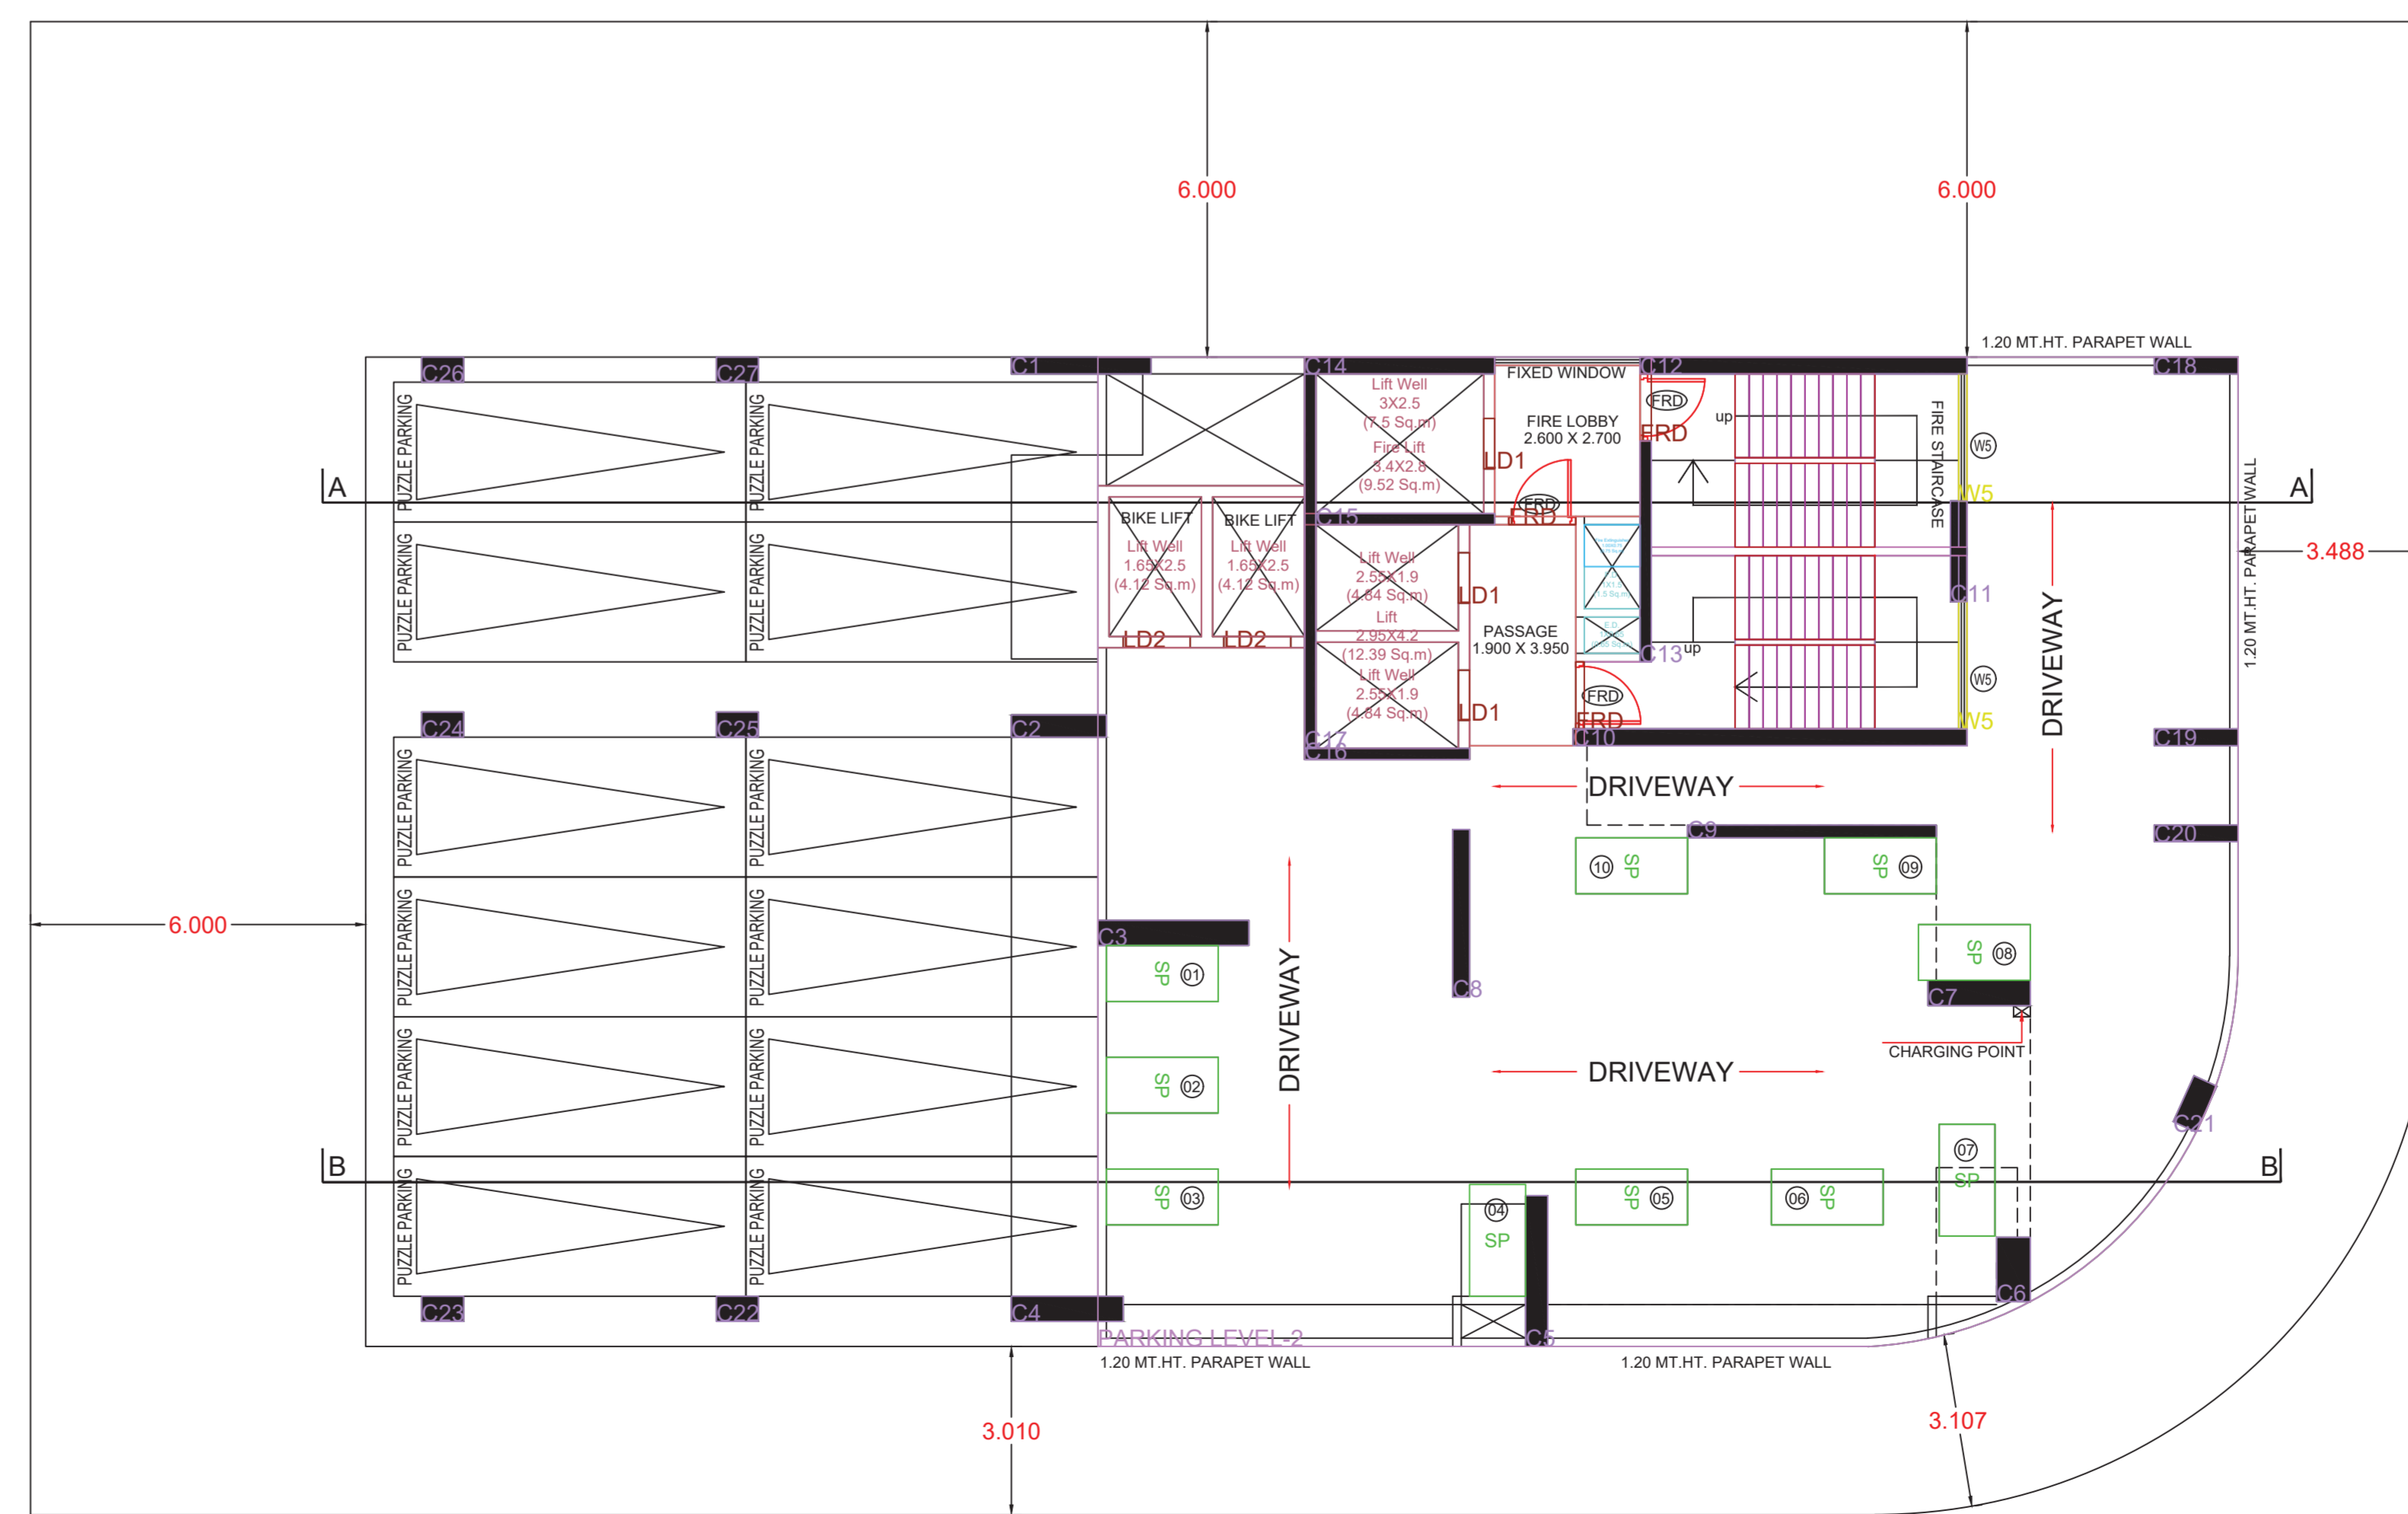 6.000
6.000
1.20 MT.HT. PARAPET WALL
C26
C27
C1
C14
C12
C18
FIXED WINDOW
Lift Well
3X2.5
(7.5 Sq.m)
Fire Lift
3.4X2.8
(9.52 Sq.m)
LD1
FIRE LOBBY
2.600 X 2.700
FRD
FRD
up
FIRE STAIRCASE
W5
W5
PUZZLE PARKING
PUZZLE PARKING
A
A
FRD
FRD
C15
BIKE LIFT
BIKE LIFT
Lift Well
1.65X2.5
(4.12 Sq.m)
Lift Well
1.65X2.5
(4.12 Sq.m)
LD2
LD2
PUZZLE PARKING
PUZZLE PARKING
Lift Well
2.55X1.9
(4.84 Sq.m)
LD1
Lift
2.95X4.2
(12.39 Sq.m)
Lift Well
2.55X1.9
(4.84 Sq.m)
LD1
PASSAGE
1.900 X 3.950
E.D.
C13
up
FRD
FRD
C11
W5
W5
DRIVEWAY
1.20 MT.HT. PARAPET WALL
3.488
C24
C25
C2
C17
C16
C10
C19
DRIVEWAY
PUZZLE PARKING
PUZZLE PARKING
C9
C20
10 SP
SP 09
6.000
PUZZLE PARKING
PUZZLE PARKING
C3
SP 01
C8
SP 08
C7
DRIVEWAY
DRIVEWAY
CHARGING POINT
PUZZLE PARKING
PUZZLE PARKING
SP 02
C21
B
B
PUZZLE PARKING
PUZZLE PARKING
SP 03
04
SP
SP 05
06 SP
07
SP
C23
C22
C4
C6
PARKING LEVEL-2
C5
1.20 MT.HT. PARAPET WALL
1.20 MT.HT. PARAPET WALL
3.010
3.107